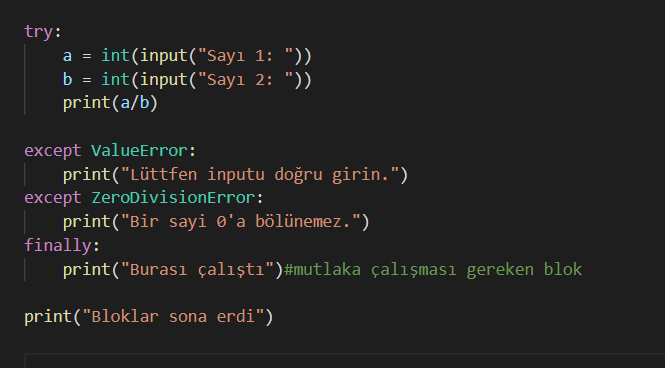 try:
    a = int(input("Sayı 1: "))
    b = int(input("Sayı 2: "))
    print(a/b)
except ValueError:
    print("Lüttfen inputu doğru girin.")
except ZeroDivisionError:
    print("Bir sayi 0'a bölünemez.")
finally:
    print("Burası çalıştı")#mutlaka çalışması gereken blok
print("Bloklar sona erdi")